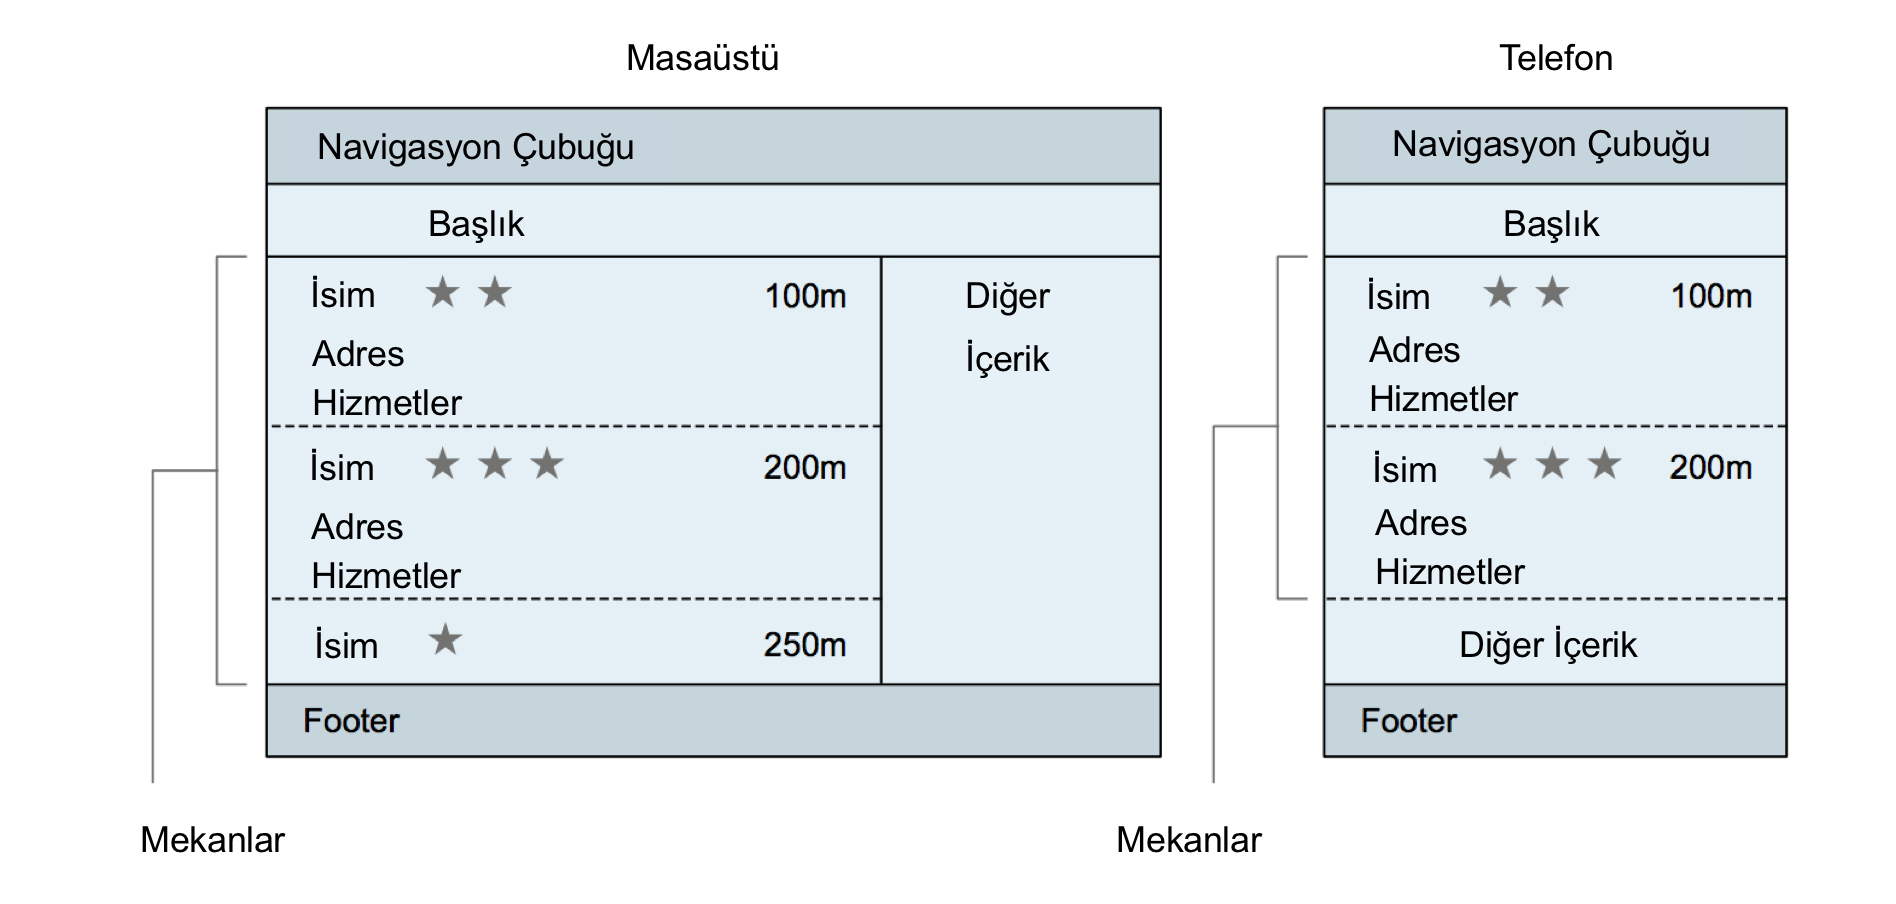 Masaüstü
Navigasyon Çubuğu
Başlık
İsim 100m
Adres
Hizmetler
İsim 200m
Adres
Hizmetler
İsim 250m
Diğer
İçerik
Footer
Mekanlar
Telefon
Navigasyon Çubuğu
Başlık
İsim 100m
Adres
Hizmetler
İsim 200m
Adres
Hizmetler
Diğer İçerik
Footer
Mekanlar